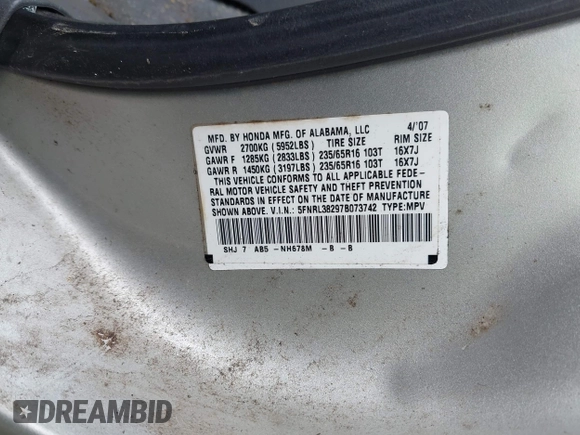 MFD. BY HONDA MFG. OF ALABAMA, LLC 4/'07
GVWR 2700KG (5952LBS) TIRE SIZE RIM SIZE
GAWR F 1285KG (2833LBS) 235/65R16 103T 16X7J
GAWR R 1450KG (3197LBS) 235/65R16 103T 16X7J
THIS VEHICLE CONFORMS TO ALL APPLICABLE FEDE-
RAL MOTOR VEHICLE SAFETY AND THEFT PREVENTION
STANDARDS IN EFFECT ON THE DATE OF MANUFACTURE
SHOWN ABOVE. V.I.N.: 5FNRL38297B073742 TYPE:MPV
SHJ 7 AB5 -NH678M -B -B
DREAMBID